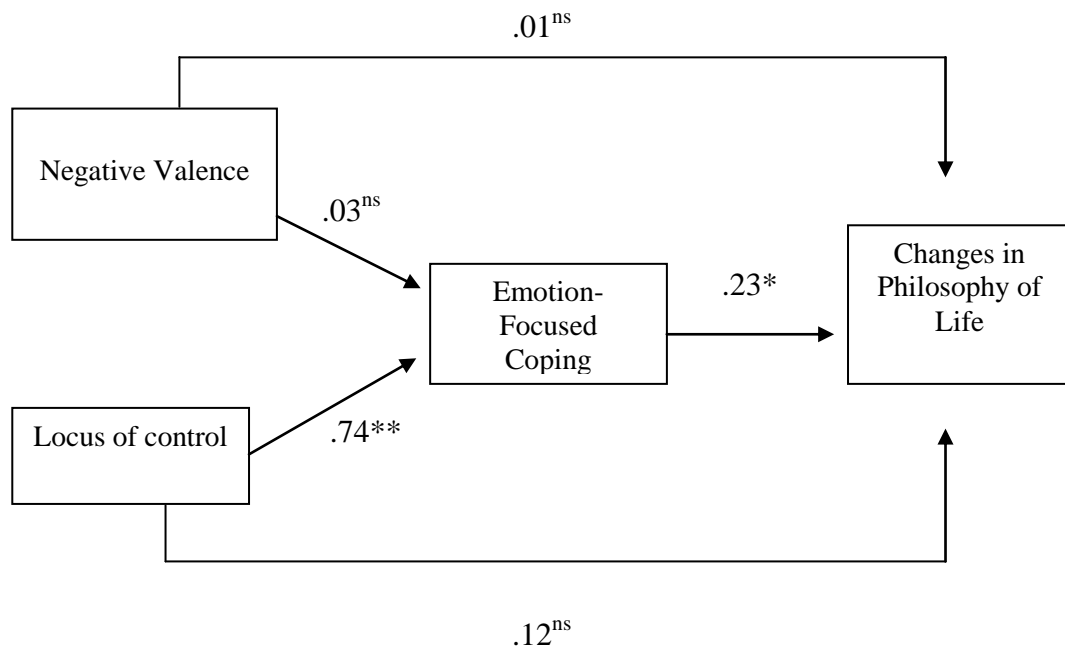 .01ns
Negative Valence
.03ns
Emotion-
Focused
Coping
.23*
Changes in
Philosophy of
Life
Locus of control
.74**
.12ns